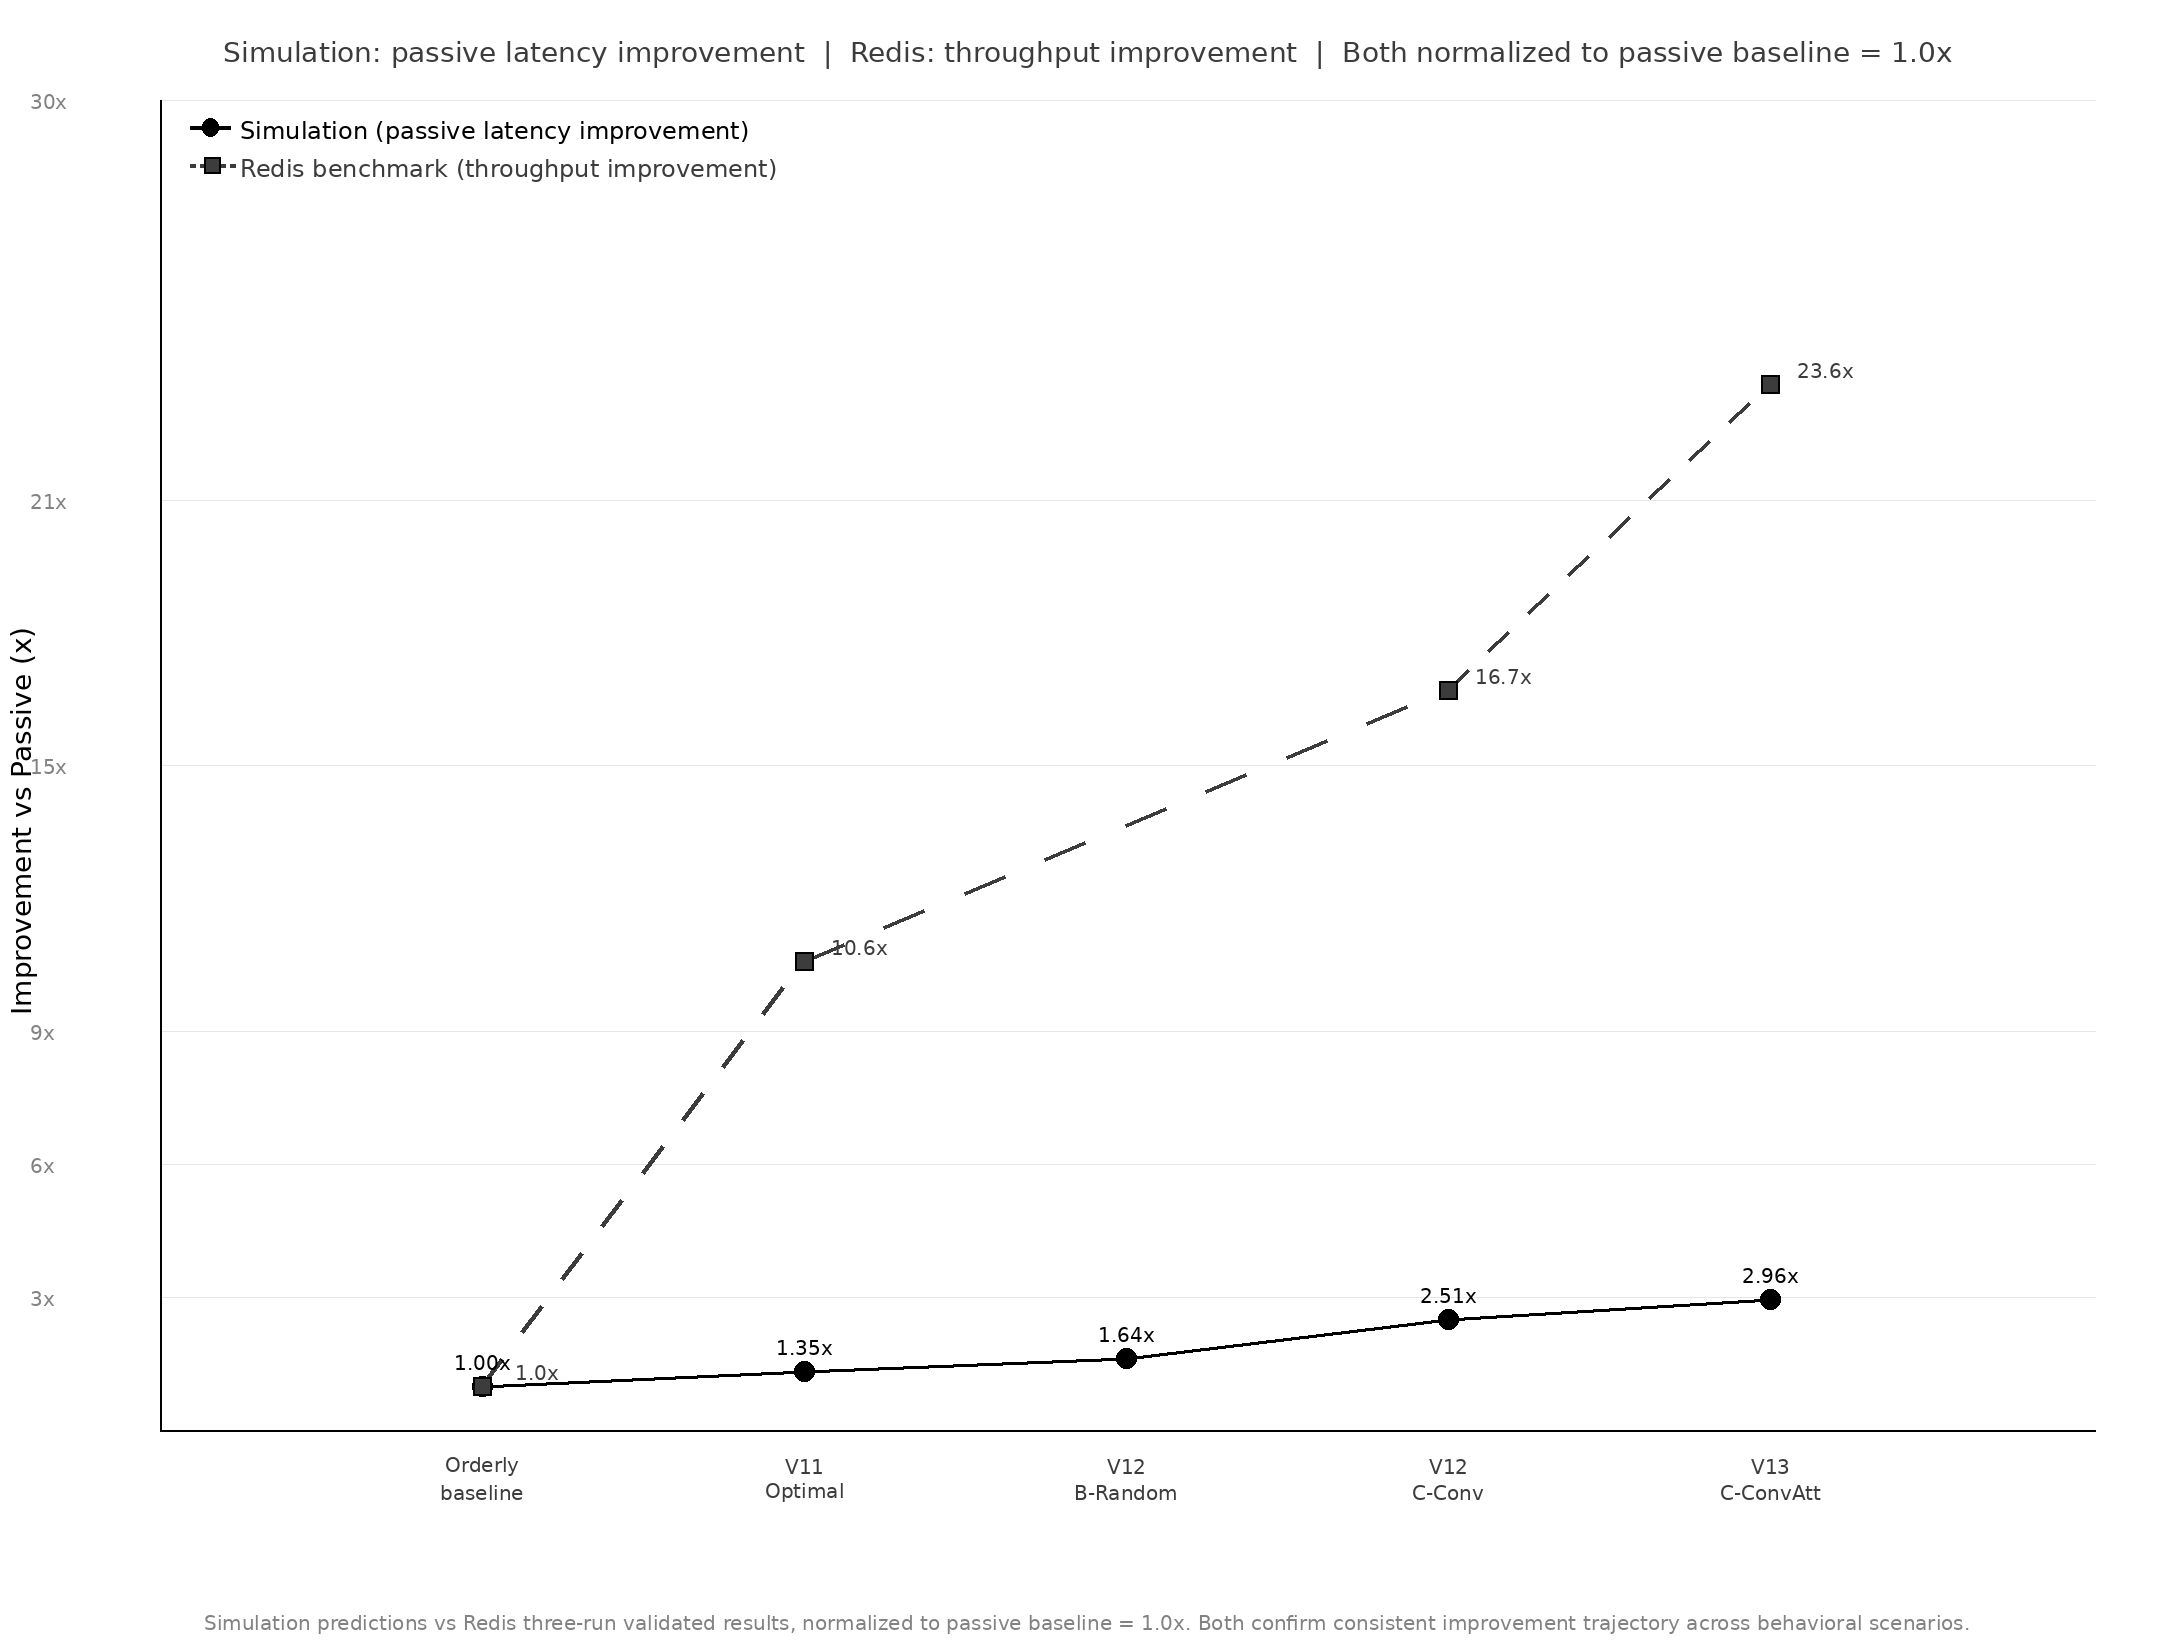 Simulation: passive latency improvement | Redis: throughput improvement | Both normalized to passive baseline = 1.0x
30x
Simulation (passive latency improvement)
Redis benchmark (throughput improvement)
23.6x
21x
16.7x
15x
Improvement vs Passive (x)
10.6x
9x
6x
3x
2.96x
2.51x
1.64x
1.35x
1.00x
1.0x
Orderly
baseline
V11
Optimal
V12
B-Random
V12
C-Conv
V13
C-ConvAtt
Simulation predictions vs Redis three-run validated results, normalized to passive baseline = 1.0x. Both confirm consistent improvement trajectory across behavioral scenarios.